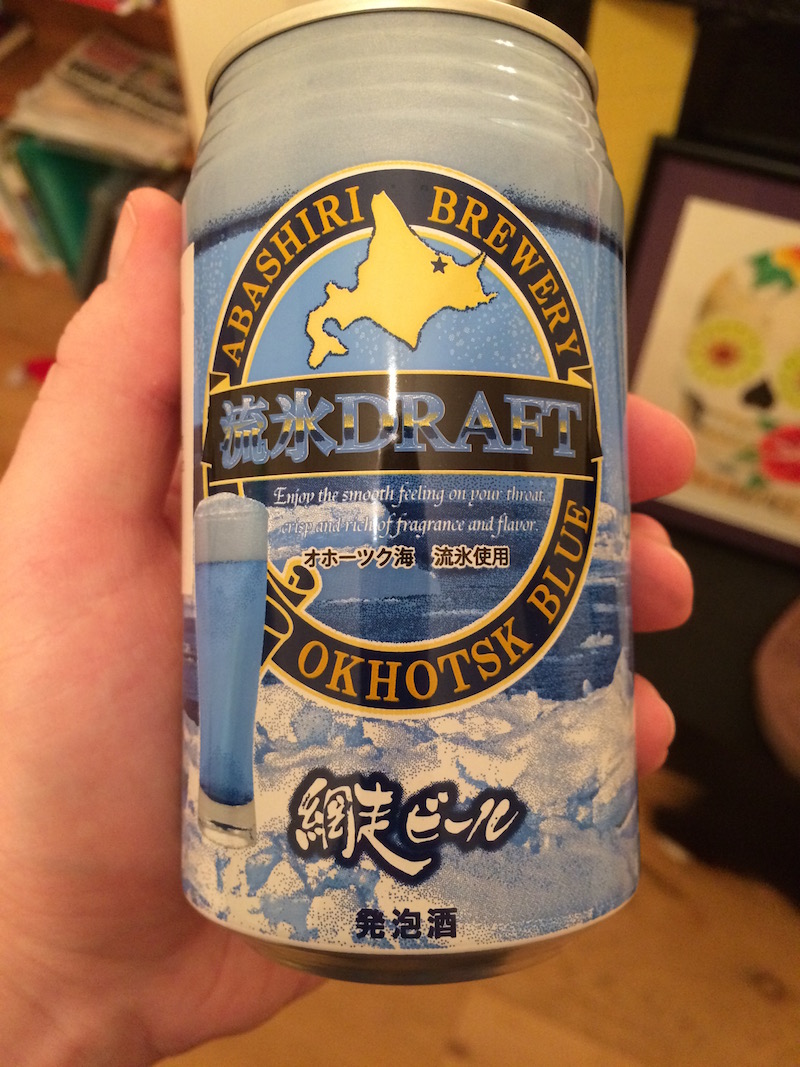 ABASHIRI BREWERY
流氷DRAFT
Enjoy the smooth feeling on your throat,
crisp and rich of fragrance and flavor.
オホーツク海 流氷使用
OKHOTSK BLUE
網走ビール
発泡酒